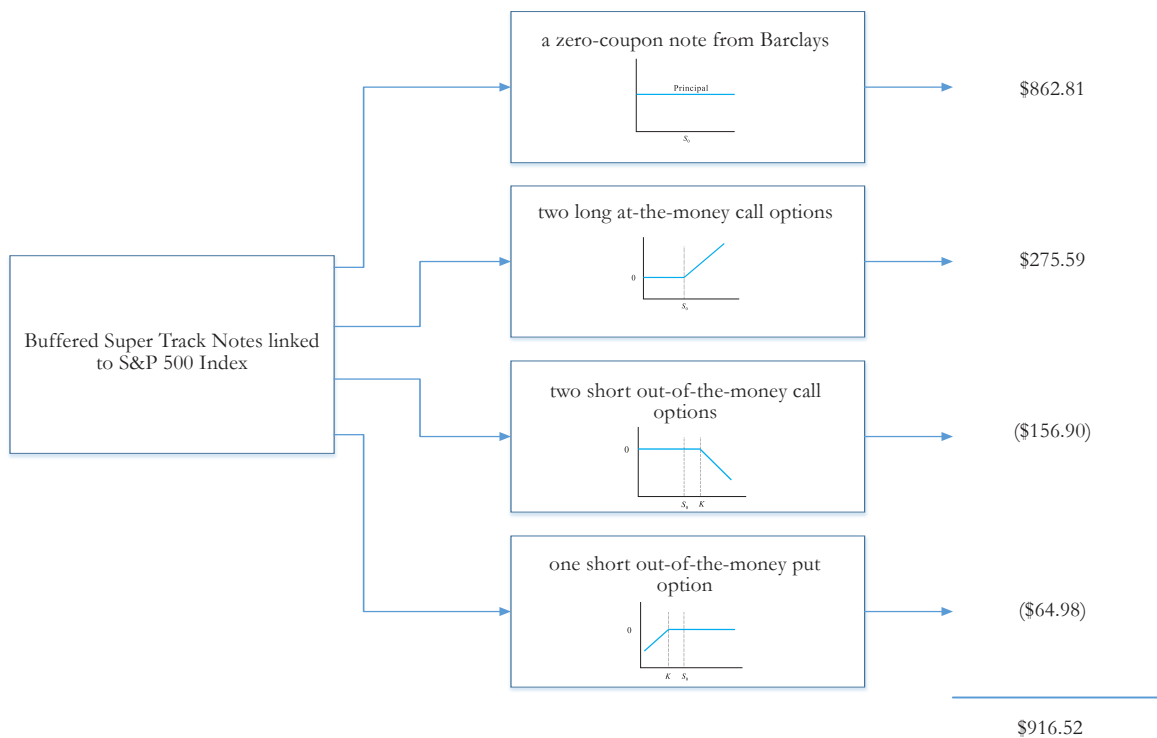 a zero-coupon note from Barclays
Principal
S₀
$862.81
two long at-the-money call options
0
S₀
$275.59
Buffered Super Track Notes linked
to S&P 500 Index
two short out-of-the-money call
options
0
S₀ K
($156.90)
one short out-of-the-money put
option
0
K S₀
($64.98)
$916.52